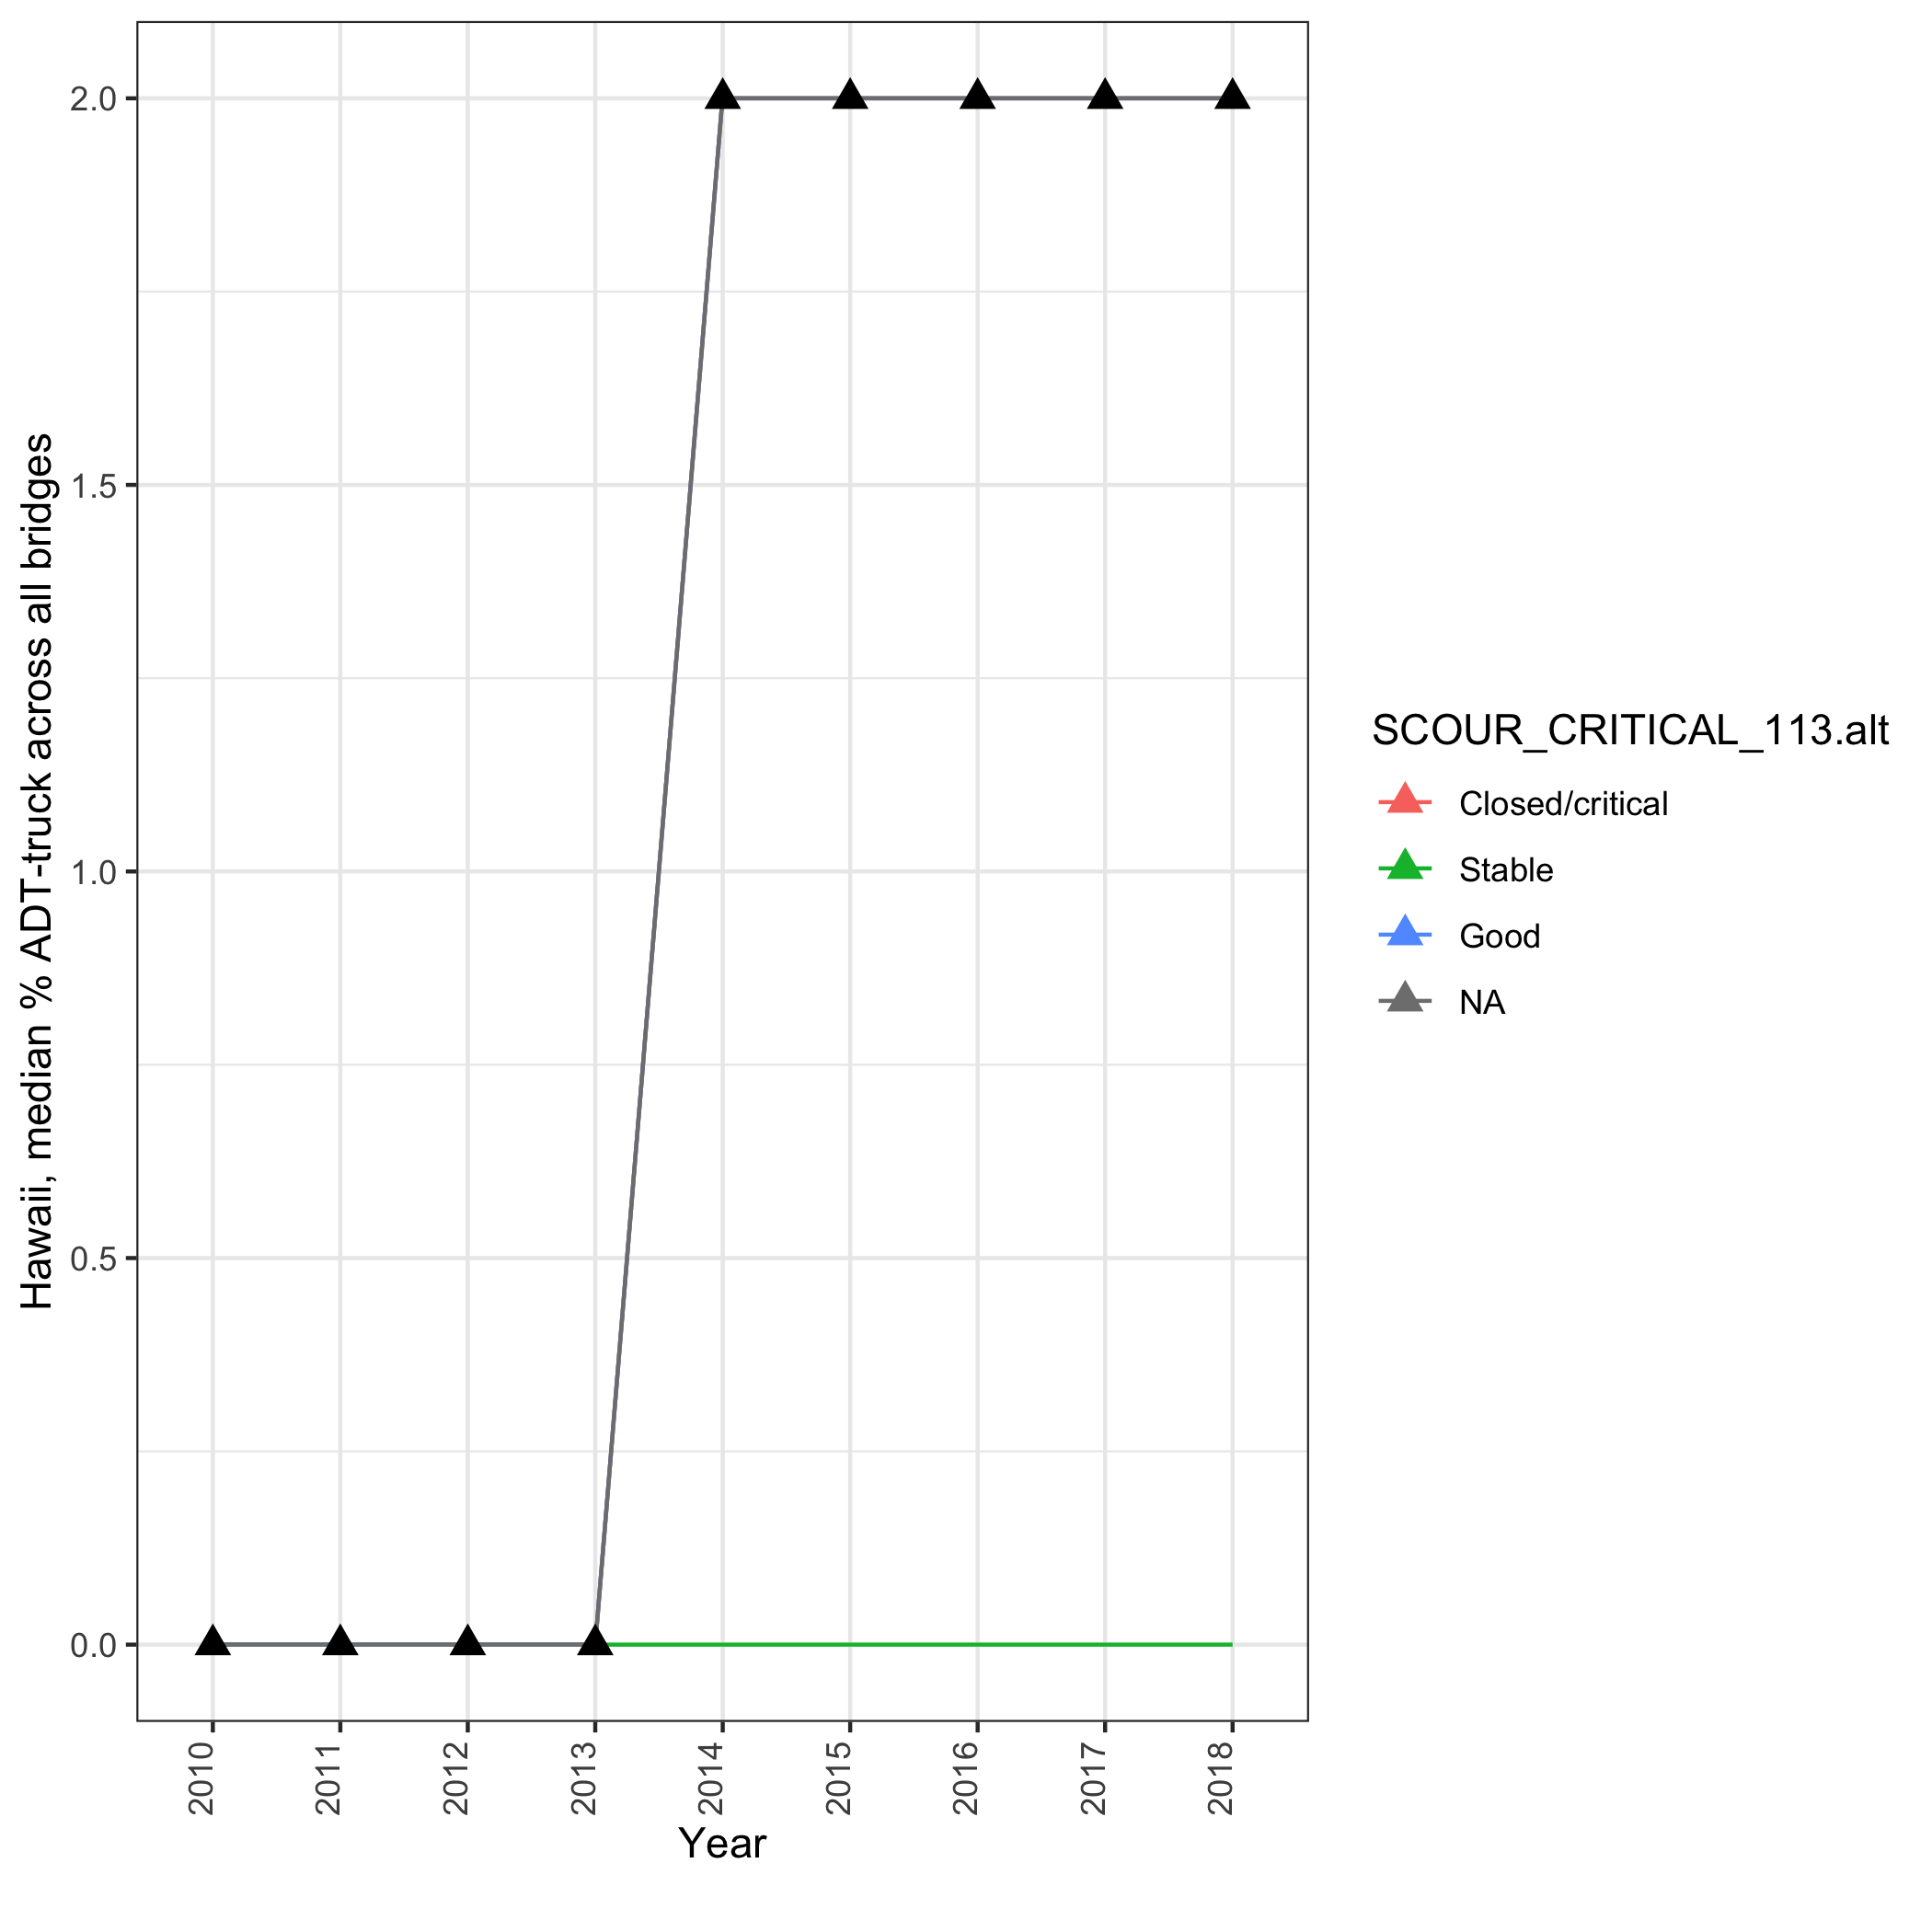 Hawaii, median % ADT-truck across all bridges
2.0
1.5
1.0
0.5
0.0
2010
2011
2012
2013
2014
2015
2016
2017
2018
Year
SCOUR_CRITICAL_113.alt
Closed/critical
Stable
Good
NA